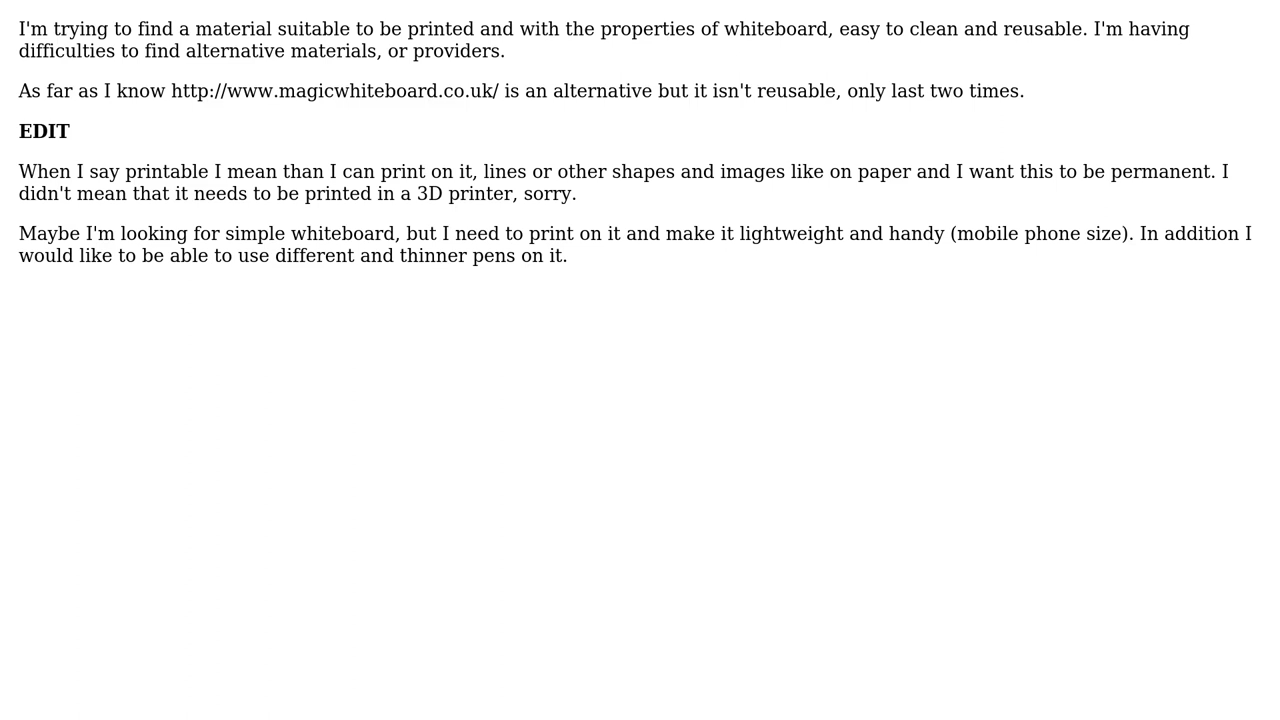 I'm trying to find a material suitable to be printed and with the properties of whiteboard, easy to clean and reusable. I'm having
difficulties to find alternative materials, or providers.
As far as I know http://www.magicwhiteboard.co.uk/ is an alternative but it isn't reusable, only last two times.
EDIT
When I say printable I mean than I can print on it, lines or other shapes and images like on paper and I want this to be permanent. I
didn't mean that it needs to be printed in a 3D printer, sorry.
Maybe I'm looking for simple whiteboard, but I need to print on it and make it lightweight and handy (mobile phone size). In addition I
would like to be able to use different and thinner pens on it.